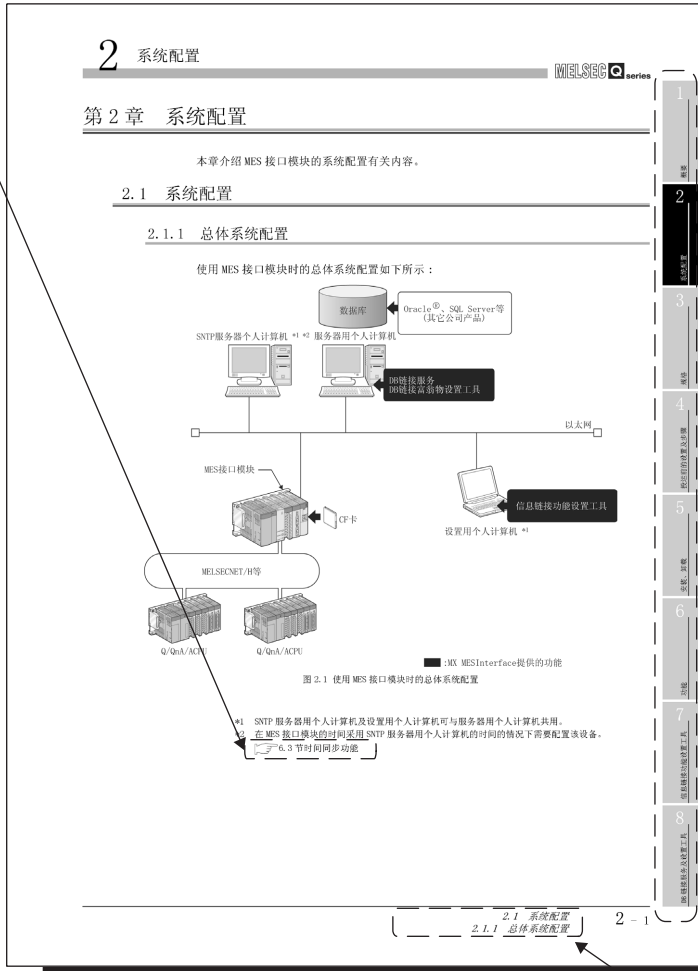 2 系统配置
MELSEC Q series
第 2 章 系统配置
本章介绍 MES 接口模块的系统配置有关内容。
2.1 系统配置
2.1.1 总体系统配置
使用 MES 接口模块时的总体系统配置如下所示：
数据库
Oracle®、SQL Server等
(其它公司产品)
SNTP服务器个人计算机 *1 *2 服务器用个人计算机
DB链接服务
DB链接富翁物设置工具
以太网
MES接口模块
CF卡
信息链接功能设置工具
设置用个人计算机 *1
MELSECNET/H等
Q/QnA/ACPU
Q/QnA/ACPU
:MX MESInterface提供的功能
图 2.1 使用 MES 接口模块时的总体系统配置
*1 SNTP 服务器用个人计算机及设置用个人计算机可与服务器用个人计算机共用。
*2 在 MES 接口模块的时间采用 SNTP 服务器用个人计算机的时间的情况下需要配置该设备。
6.3 节时间同步功能
2.1 系统配置
2.1.1 总体系统配置
2 - 1
1
概要
2
系统配置
3
规格
4
投运前的设置及步骤
5
安装、卸载
6
功能
7
信息链接功能设置工具
8
DB 链接服务及设置工具